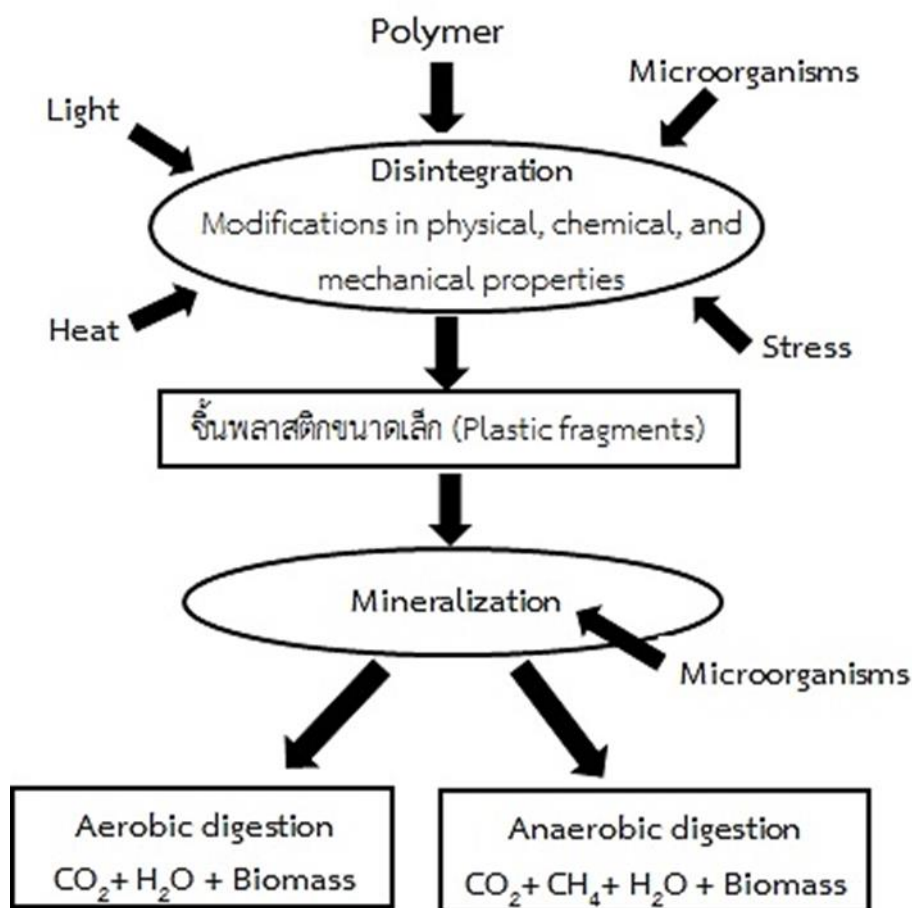 Polymer
Microorganisms
Light
Disintegration
Modifications in physical, chemical, and
mechanical properties
Heat
Stress
ชิ้นพลาสติกขนาดเล็ก (Plastic fragments)
Mineralization
Microorganisms
Aerobic digestion
CO₂+ H₂O + Biomass
Anaerobic digestion
CO₂+ CH₄+ H₂O + Biomass